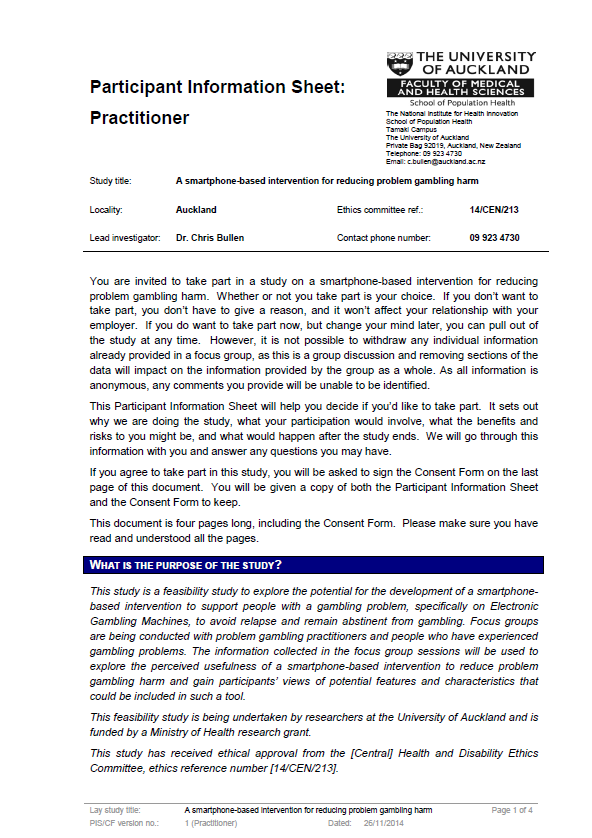 THE UNIVERSITY
OF AUCKLAND
FACULTY OF MEDICAL
AND HEALTH SCIENCES
School of Population Health
Participant Information Sheet:
Practitioner
The National Institute for Health Innovation
School of Population Health
Tamaki Campus
The University of Auckland
Private Bag 92019, Auckland, New Zealand
Telephone: 09 923 4730
Email: c.bullen@auckland.ac.nz
Study title: A smartphone-based intervention for reducing problem gambling harm
Locality: Auckland Ethics committee ref.: 14/CEN/213
Lead investigator: Dr. Chris Bullen Contact phone number: 09 923 4730
You are invited to take part in a study on a smartphone-based intervention for reducing
problem gambling harm. Whether or not you take part is your choice. If you don't want to
take part, you don't have to give a reason, and it won't affect your relationship with your
employer. If you do want to take part now, but change your mind later, you can pull out of
the study at any time. However, it is not possible to withdraw any individual information
already provided in a focus group, as this is a group discussion and removing sections of the
data will impact on the information provided by the group as a whole. As all information is
anonymous, any comments you provide will be unable to be identified.
This Participant Information Sheet will help you decide if you'd like to take part. It sets out
why we are doing the study, what your participation would involve, what the benefits and
risks to you might be, and what would happen after the study ends. We will go through this
information with you and answer any questions you may have.
If you agree to take part in this study, you will be asked to sign the Consent Form on the last
page of this document. You will be given a copy of both the Participant Information Sheet
and the Consent Form to keep.
This document is four pages long, including the Consent Form. Please make sure you have
read and understood all the pages.
WHAT IS THE PURPOSE OF THE STUDY?
This study is a feasibility study to explore the potential for the development of a smartphone-
based intervention to support people with a gambling problem, specifically on Electronic
Gambling Machines, to avoid relapse and remain abstinent from gambling. Focus groups
are being conducted with problem gambling practitioners and people who have experienced
gambling problems. The information collected in the focus group sessions will be used to
explore the perceived usefulness of a smartphone-based intervention to reduce problem
gambling harm and gain participants' views of potential features and characteristics that
could be included in such a tool.
This feasibility study is being undertaken by researchers at the University of Auckland and is
funded by a Ministry of Health research grant.
This study has received ethical approval from the [Central] Health and Disability Ethics
Committee, ethics reference number [14/CEN/213].
Lay study title: A smartphone-based intervention for reducing problem gambling harm Page 1 of 4
PIS/CF version no.: 1 (Practitioner) Dated: 26/11/2014